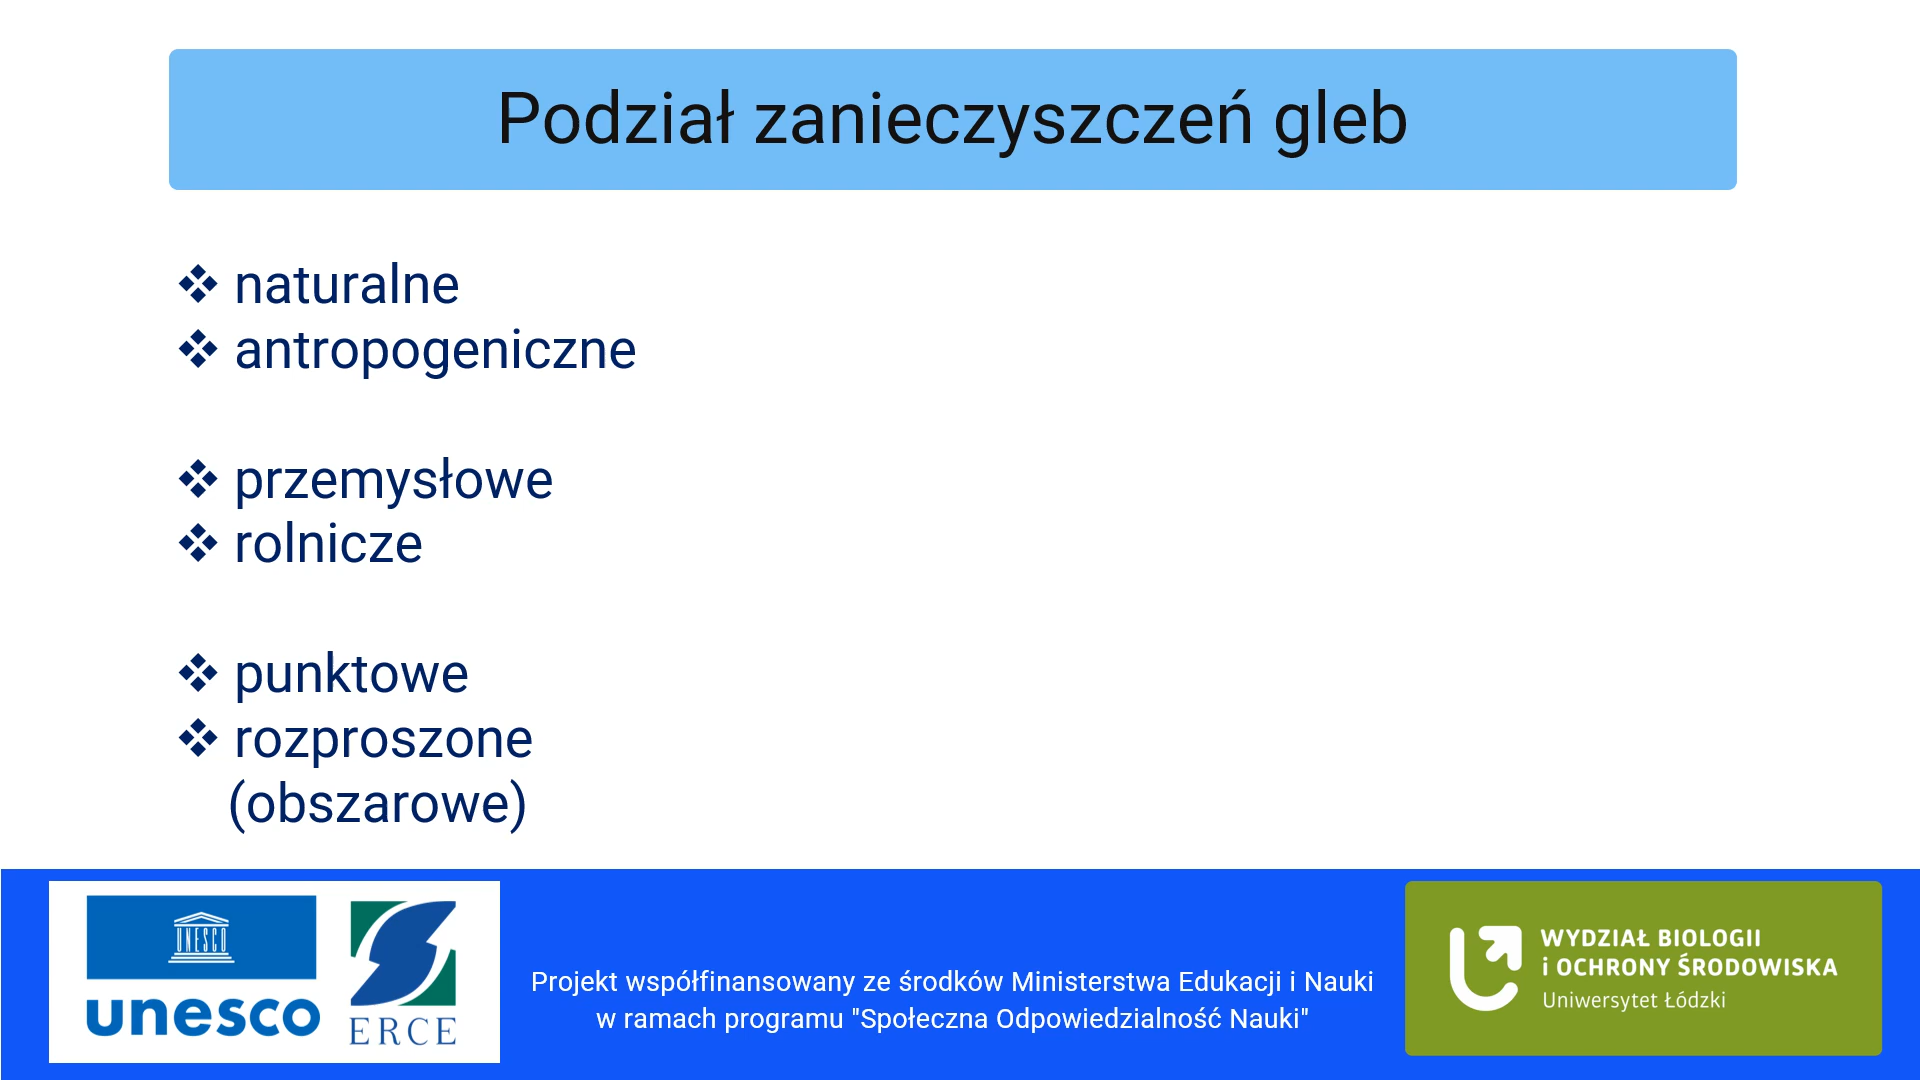 Podział zanieczyszczeń gleb
❖ naturalne
❖ antropogeniczne
❖ przemysłowe
❖ rolnicze
❖ punktowe
❖ rozproszone
(obszarowe)
UNESCO
unesco
ERCE
Projekt współfinansowany ze środków Ministerstwa Edukacji i Nauki
w ramach programu "Społeczna Odpowiedzialność Nauki"
WYDZIAŁ BIOLOGII
i OCHRONY ŚRODOWISKA
Uniwersytet Łódzki